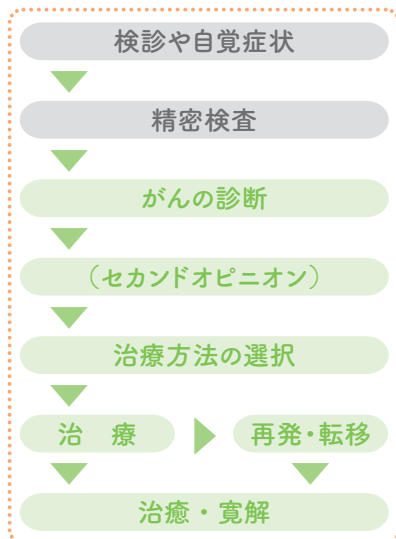 検診や自覚症状
精密検査
がんの診断
（セカンドオピニオン）
治療方法の選択
治　療
再発・転移
治癒・寛解